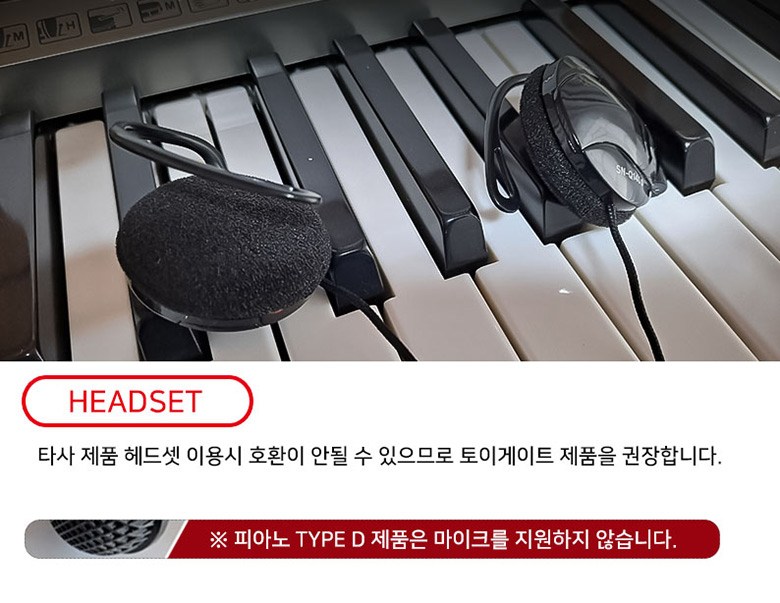 M
H
M
SN-Q140
HEADSET
타사 제품 헤드셋 이용시 호환이 안될 수 있으므로 토이게이트 제품을 권장합니다.
※ 피아노 TYPE D 제품은 마이크를 지원하지 않습니다.